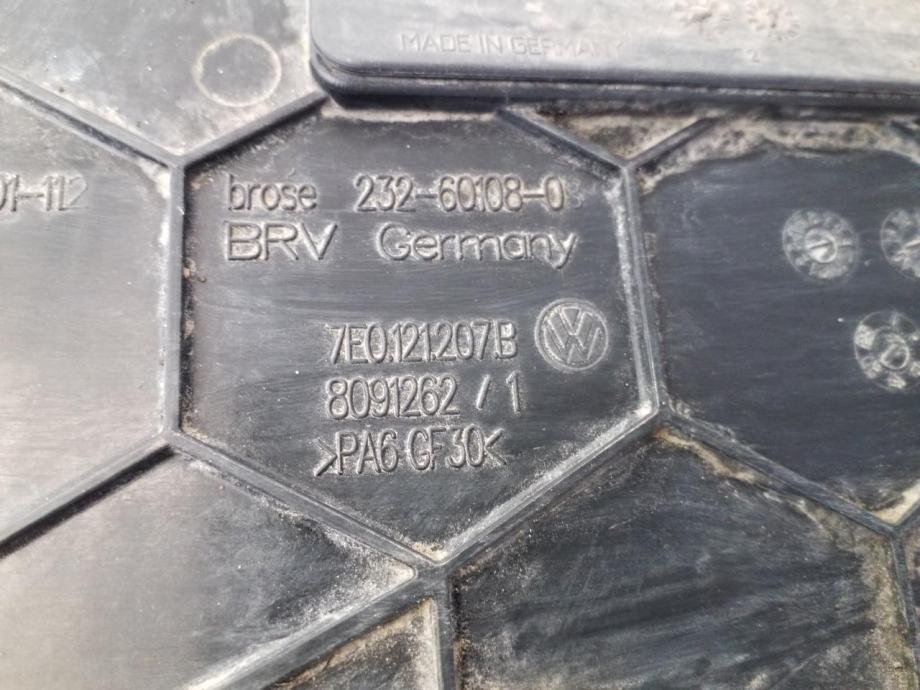 MADE IN GERMANY
01-112
brose 232-60108-0
BRV Germany
7E0.121.207.B
8091262 / 1
>PA6 GF30<